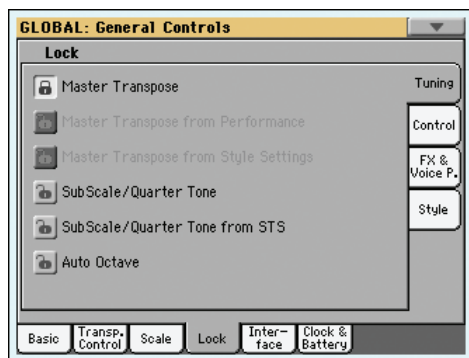 GLOBAL: General Controls
Lock
Master Transpose
Master Transpose from Performance
Master Transpose from Style Settings
SubScale/Quarter Tone
SubScale/Quarter Tone from STS
Auto Octave
Tuning
Control
FX &
Voice P.
Style
Basic
Transp.
Control
Scale
Lock
Inter-
face
Clock &
Battery